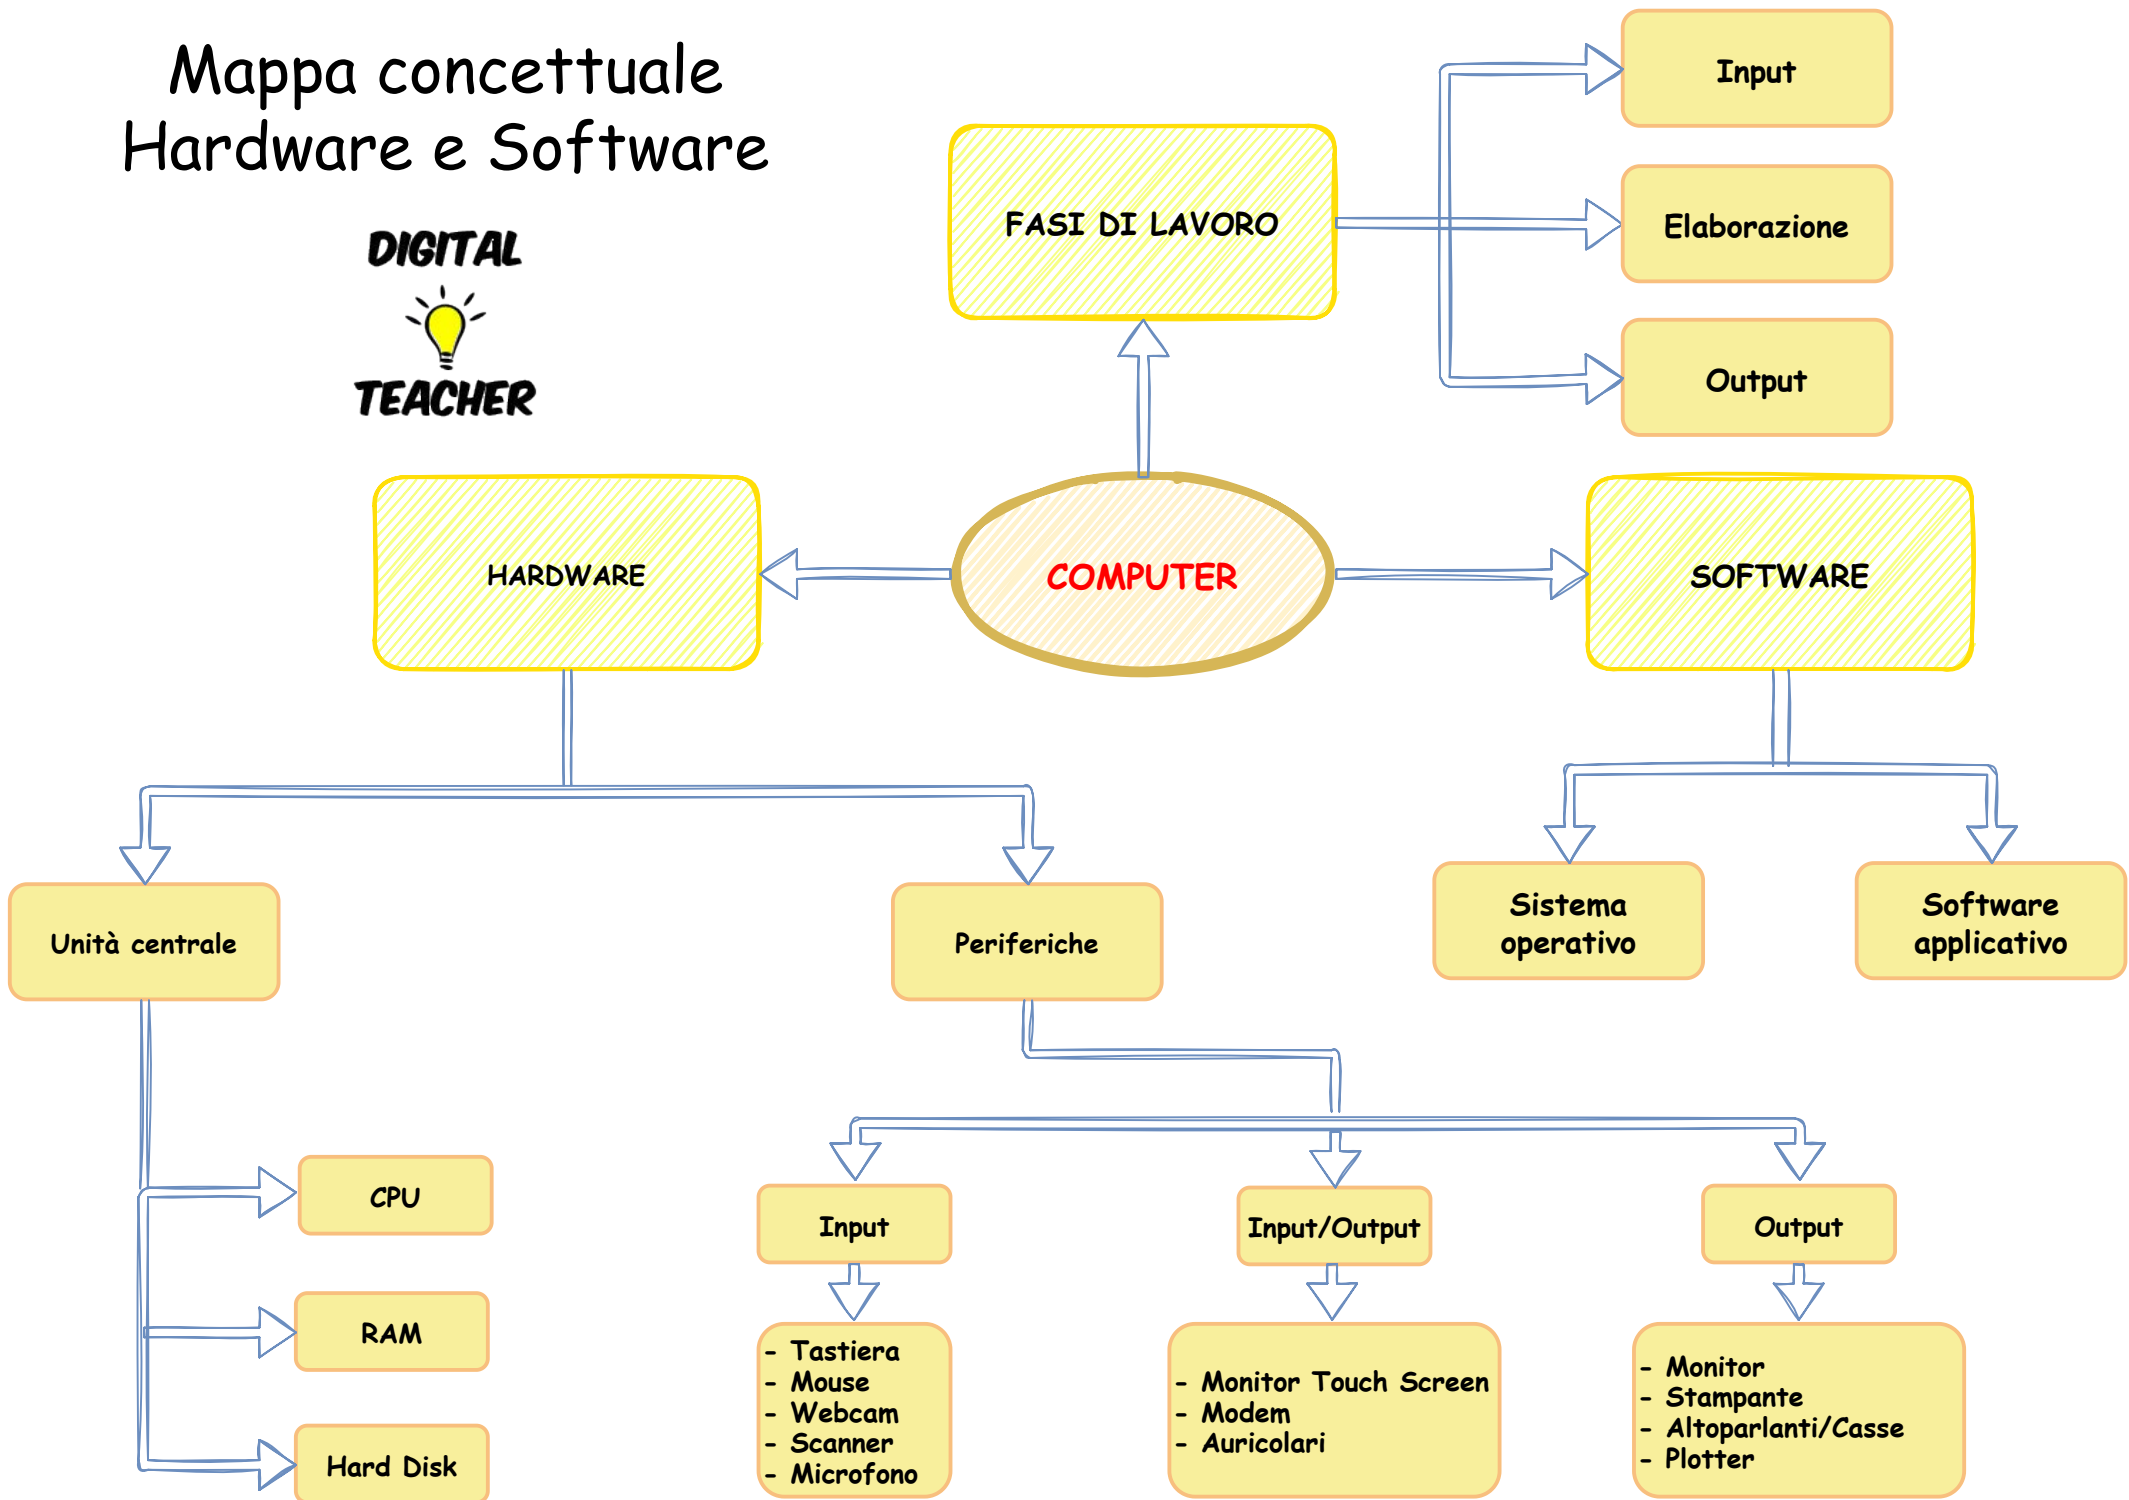 Mappa concettuale
Hardware e Software
DIGITAL
TEACHER
FASI DI LAVORO
Input
Elaborazione
Output
HARDWARE
COMPUTER
SOFTWARE
Unità centrale
Periferiche
Sistema
operativo
Software
applicativo
CPU
RAM
Hard Disk
Input
Input/Output
Output
- Tastiera
- Mouse
- Webcam
- Scanner
- Microfono
- Monitor Touch Screen
- Modem
- Auricolari
- Monitor
- Stampante
- Altoparlanti/Casse
- Plotter